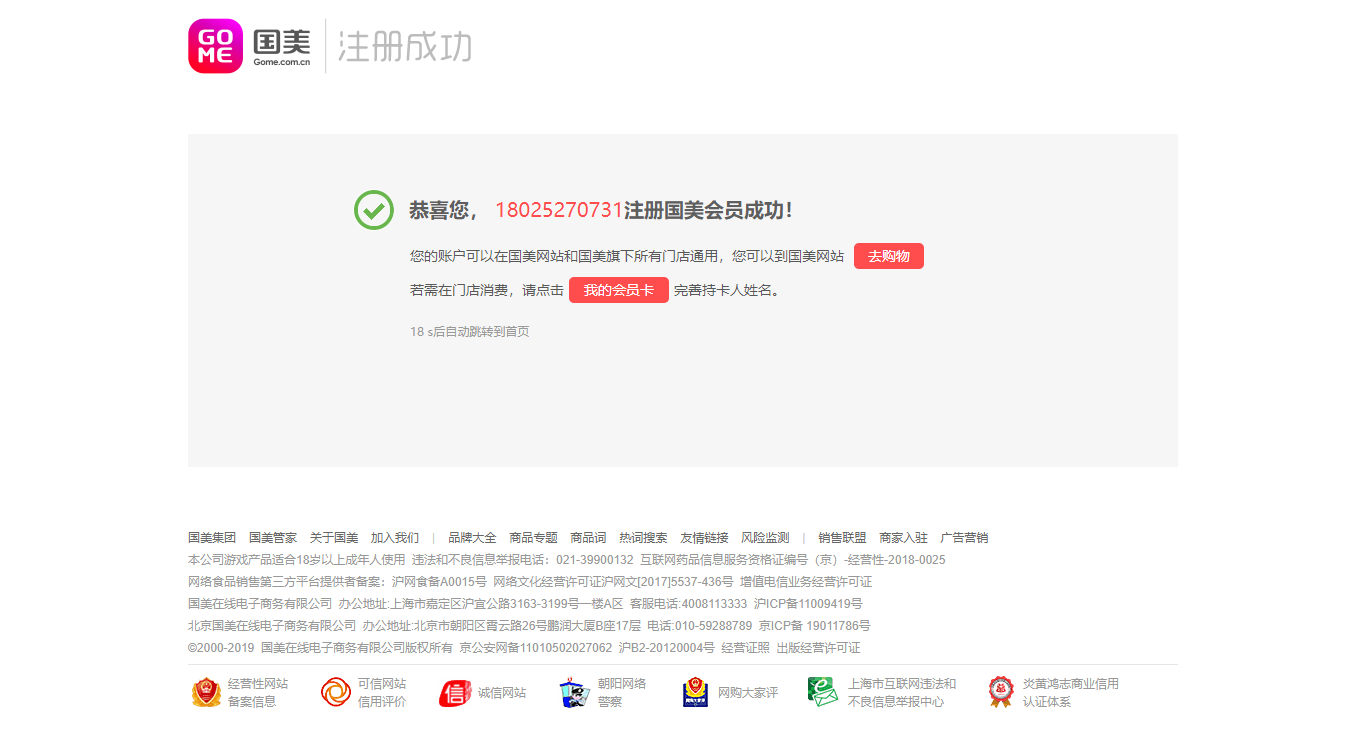 GO
ME
国美
Gome.com.cn
注册成功
恭喜您， 18025270731注册国美会员成功！
您的账户可以在国美网站和国美旗下所有门店通用，您可以到国美网站 去购物
若需在门店消费，请点击 我的会员卡 完善持卡人姓名。
18 s后自动跳转到首页
国美集团 国美管家 关于国美 加入我们 | 品牌大全 商品专题 商品词 热词搜索 友情链接 风险监测 | 销售联盟 商家入驻 广告营销
本公司游戏产品适合18岁以上成年人使用 违法和不良信息举报电话：021-39900132 互联网药品信息服务资格证编号（京）-经营性-2018-0025
网络食品销售第三方平台提供者备案：沪网食备A0015号 网络文化经营许可证沪网文[2017]5537-436号 增值电信业务经营许可证
国美在线电子商务有限公司 办公地址:上海市嘉定区沪宜公路3163-3199号一楼A区 客服电话:4008113333 沪ICP备11009419号
北京国美在线电子商务有限公司 办公地址:北京市朝阳区霄云路26号鹏润大厦B座17层 电话:010-59288789 京ICP备 19011786号
©2000-2019 国美在线电子商务有限公司版权所有 京公安网备11010502027062 沪B2-20120004号 经营证照 出版经营许可证
经营性网站
备案信息
可信网站
信用评价
信
诚信网站
朝阳网络
警察
网购大家评
上海市互联网违法和
不良信息举报中心
炎黄鸿志商业信用
认证体系